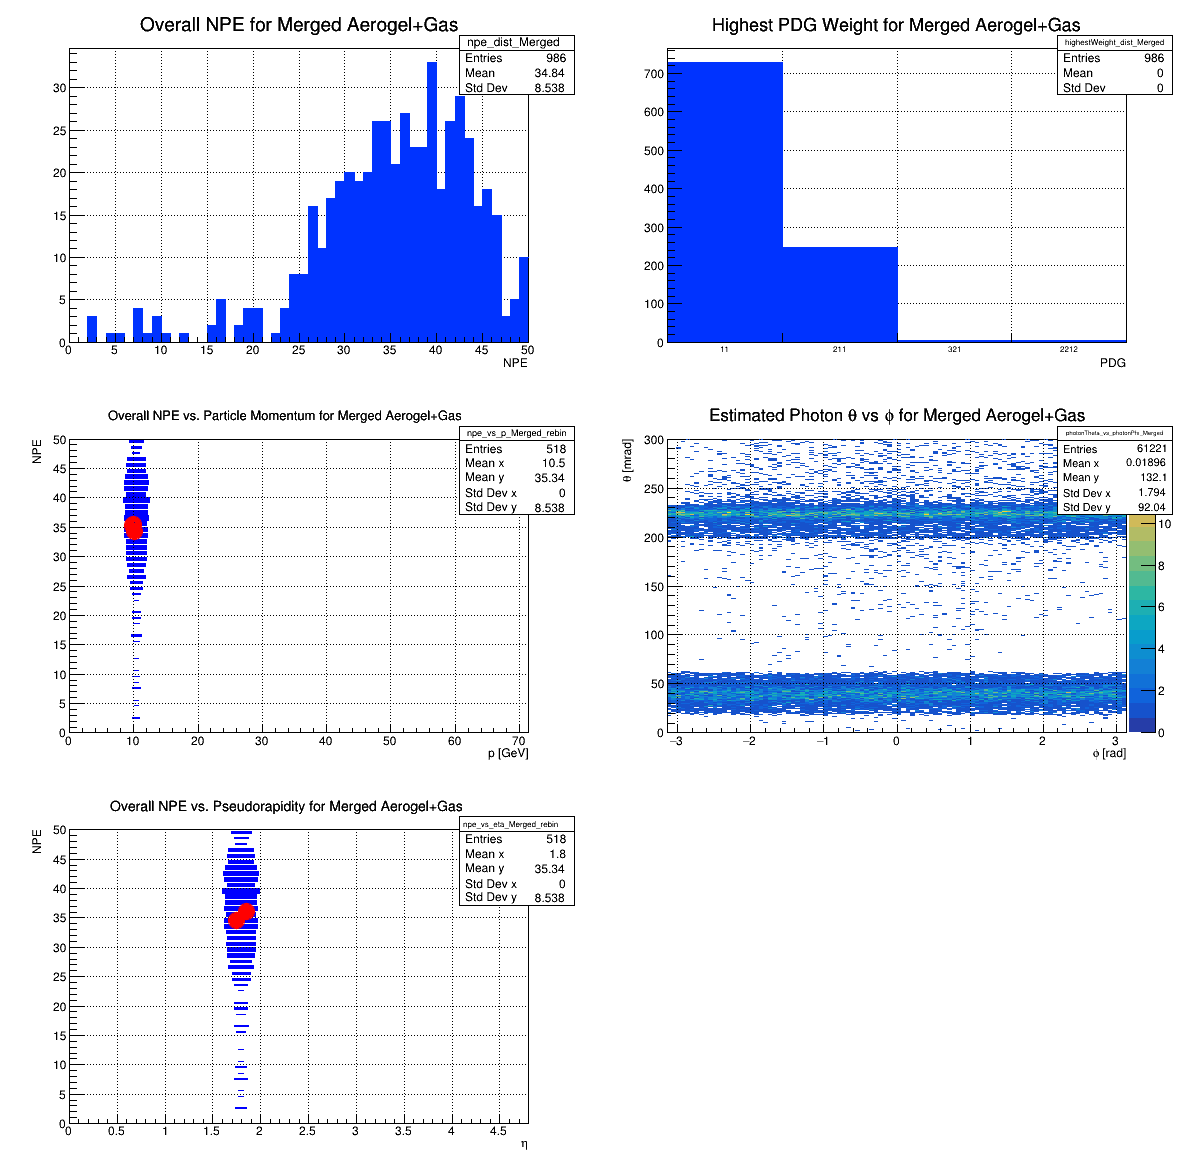 Overall NPE for Merged Aerogel+Gas
npe_dist_Merged
Entries 986
Mean 34.84
Std Dev 8.538
30
25
20
15
10
5
0
0 5 10 15 20 25 30 35 40 45 50
NPE
Highest PDG Weight for Merged Aerogel+Gas
highestWeight_dist_Merged
Entries 986
Mean 0
Std Dev 0
700
600
500
400
300
200
100
0
11 211 321 2212
PDG
Overall NPE vs. Particle Momentum for Merged Aerogel+Gas
npe_vs_p_Merged_rebin
Entries 518
Mean x 10.5
Mean y 35.34
Std Dev x 0
Std Dev y 8.538
NPE
50
45
40
35
30
25
20
15
10
5
0
0 10 20 30 40 50 60 70
p [GeV]
Estimated Photon θ vs ϕ for Merged Aerogel+Gas
photonTheta_vs_photonPhi_Merged
Entries 61221
Mean x 0.01896
Mean y 132.1
Std Dev x 1.794
Std Dev y 92.04
θ [mrad]
300
250
200
150
100
50
0
−3 −2 −1 0 1 2 3
ϕ [rad]
10
8
6
4
2
0
Overall NPE vs. Pseudorapidity for Merged Aerogel+Gas
npe_vs_eta_Merged_rebin
Entries 518
Mean x 1.8
Mean y 35.34
Std Dev x 0
Std Dev y 8.538
NPE
50
45
40
35
30
25
20
15
10
5
0
0 0.5 1 1.5 2 2.5 3 3.5 4 4.5
η